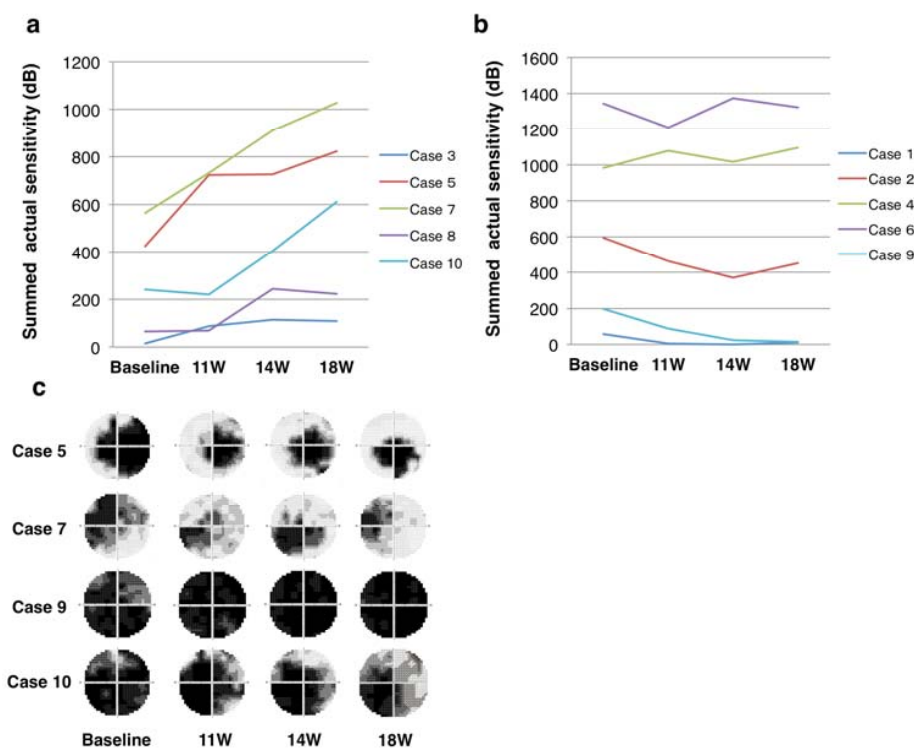 a
Summed actual sensitivity (dB)
1200
1000
800
600
400
200
0
Baseline 11W 14W 18W
Case 3
Case 5
Case 7
Case 8
Case 10
b
Summed actual sensitivity (dB)
1600
1400
1200
1000
800
600
400
200
0
Baseline 11W 14W 18W
Case 1
Case 2
Case 4
Case 6
Case 9
c
Case 5
Case 7
Case 9
Case 10
Baseline 11W 14W 18W